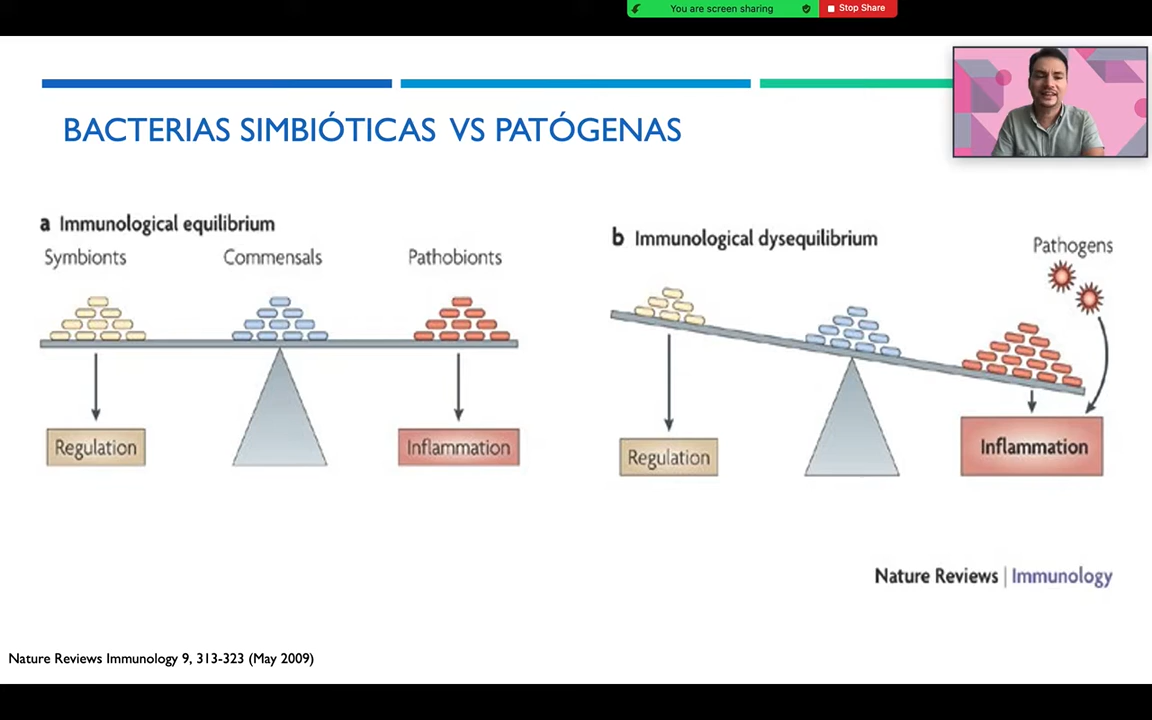 You are screen sharing
Stop Share
BACTERIAS SIMBIÓTICAS VS PATÓGENAS
a Immunological equilibrium
Symbionts Commensals Pathobionts
Regulation Inflammation
b Immunological dysequilibrium
Pathogens
Regulation Inflammation
Nature Reviews | Immunology
Nature Reviews Immunology 9, 313-323 (May 2009)